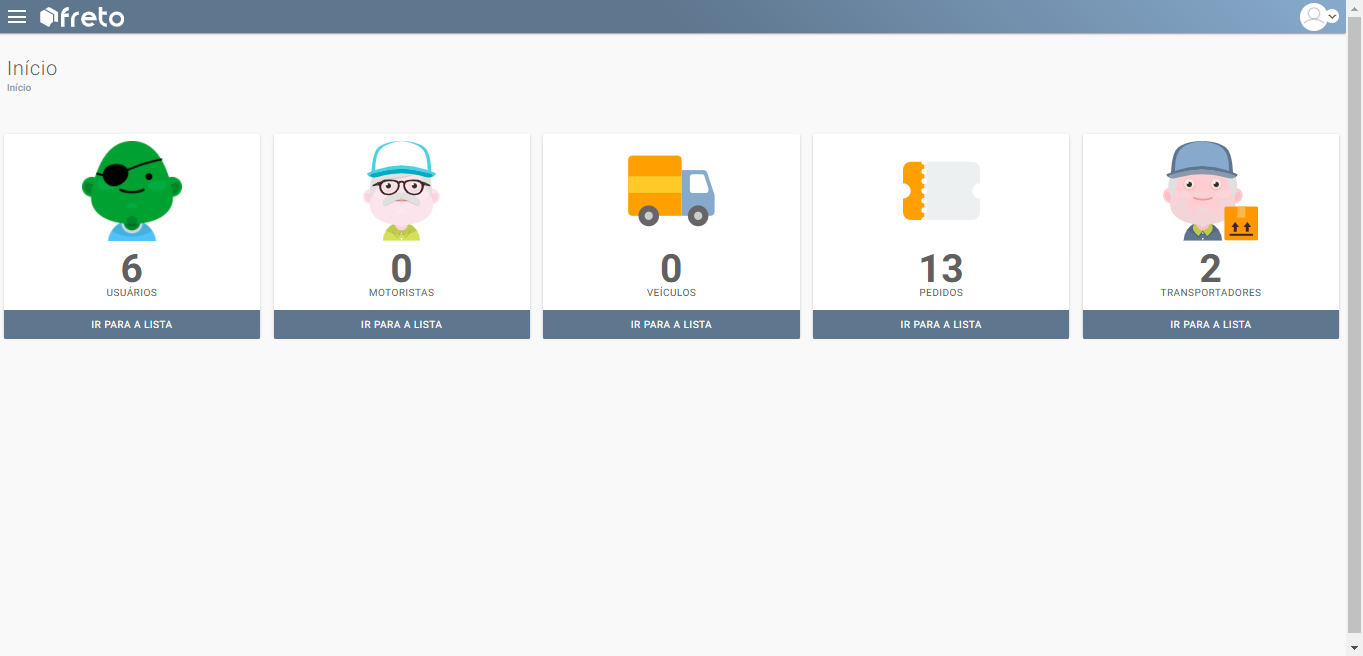 freto
Início
Início
6
USUÁRIOS
IR PARA A LISTA
0
MOTORISTAS
IR PARA A LISTA
0
VEÍCULOS
IR PARA A LISTA
13
PEDIDOS
IR PARA A LISTA
2
TRANSPORTADORES
IR PARA A LISTA